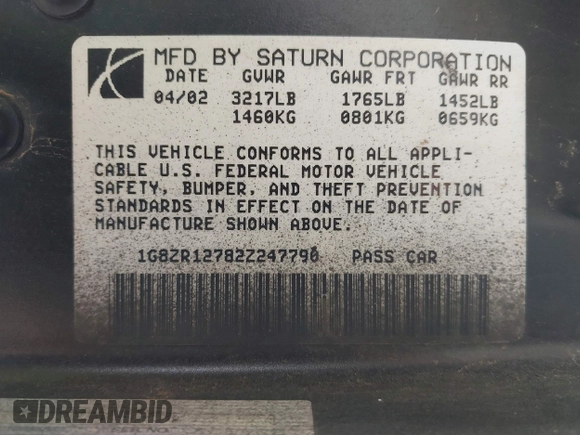 MFD BY SATURN CORPORATION
DATE GVWR GAWR FRT GAWR RR
04/02 3217LB 1765LB 1452LB
1460KG 0801KG 0659KG
THIS VEHICLE CONFORMS TO ALL APPLI-
CABLE U.S. FEDERAL MOTOR VEHICLE
SAFETY, BUMPER, AND THEFT PREVENTION
STANDARDS IN EFFECT ON THE DATE OF
MANUFACTURE SHOWN ABOVE.
1G8ZR12782Z247790 PASS CAR
DREAMBID